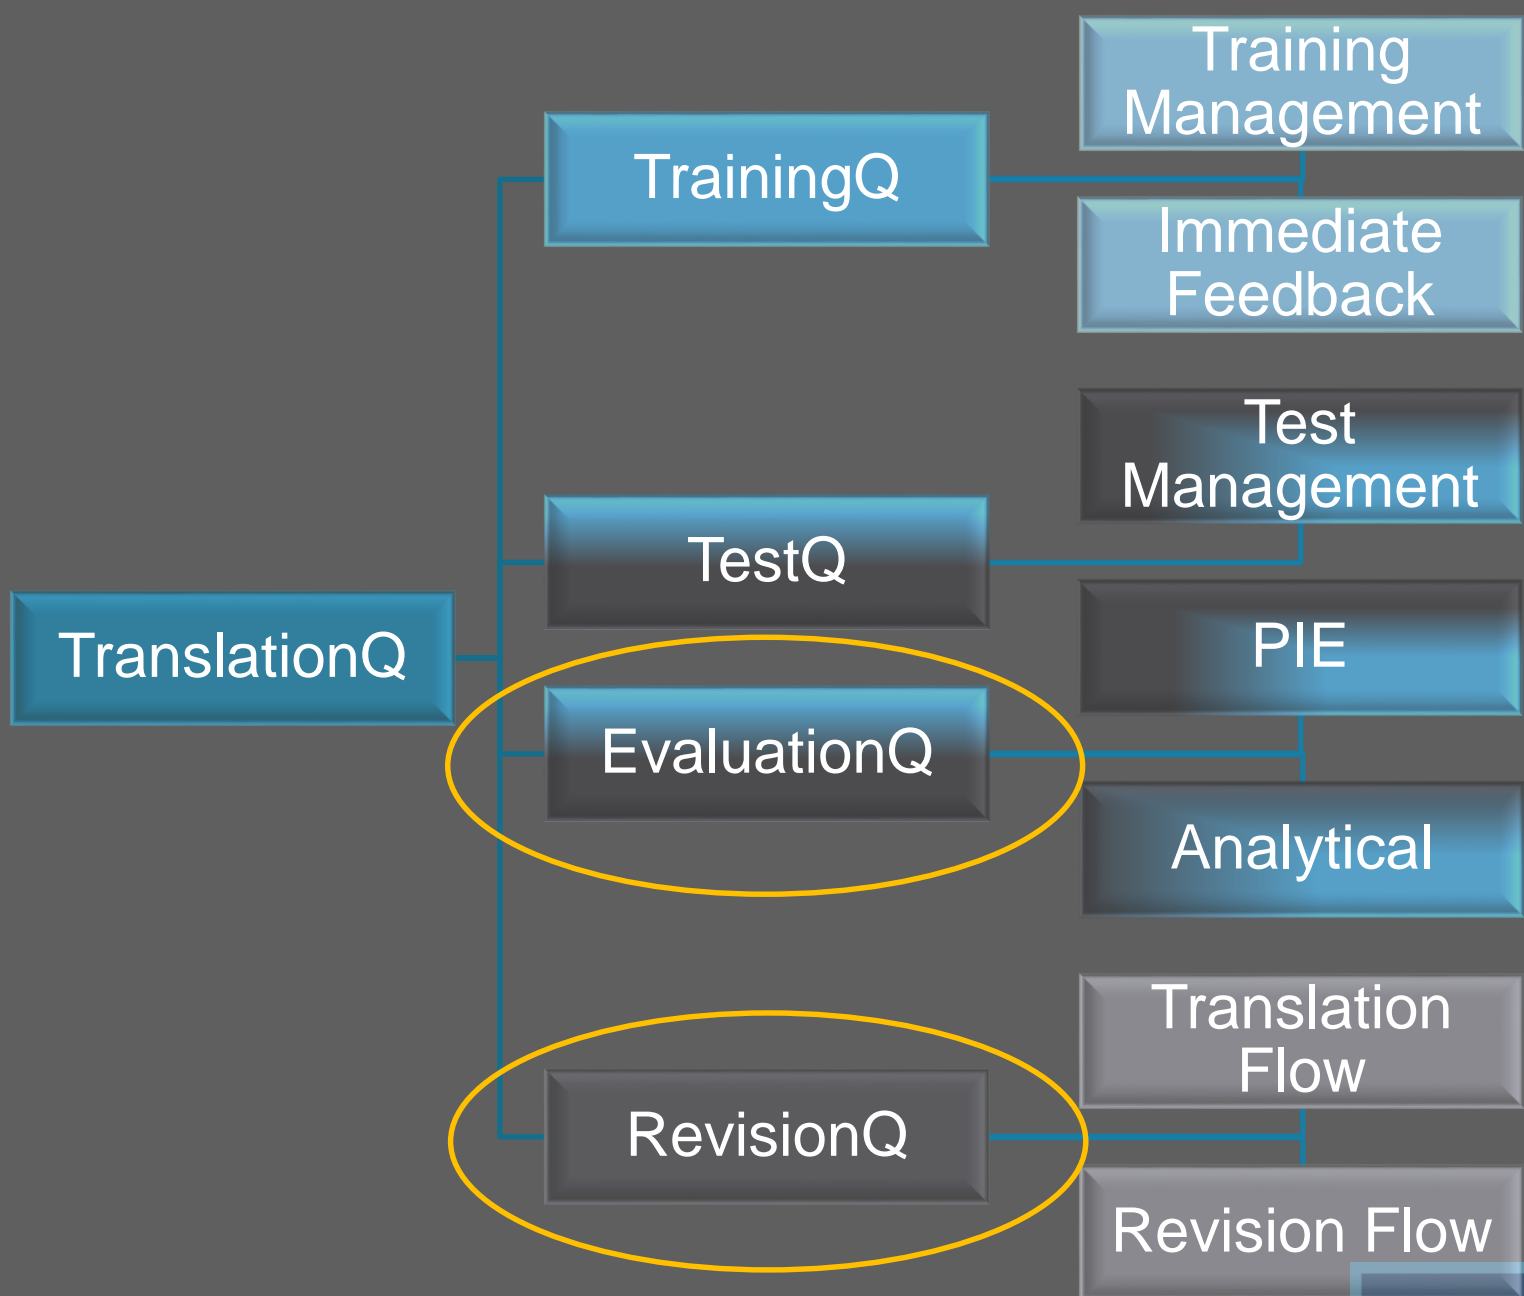 Training
Management
TrainingQ
Immediate
Feedback
Test
Management
TestQ
TranslationQ
PIE
EvaluationQ
Analytical
Translation
Flow
RevisionQ
Revision Flow